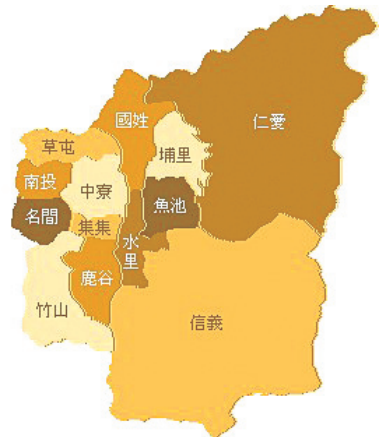 國姓
仁愛
草屯
埔里
南投
中寮
名間
魚池
集集
水里
鹿谷
竹山
信義